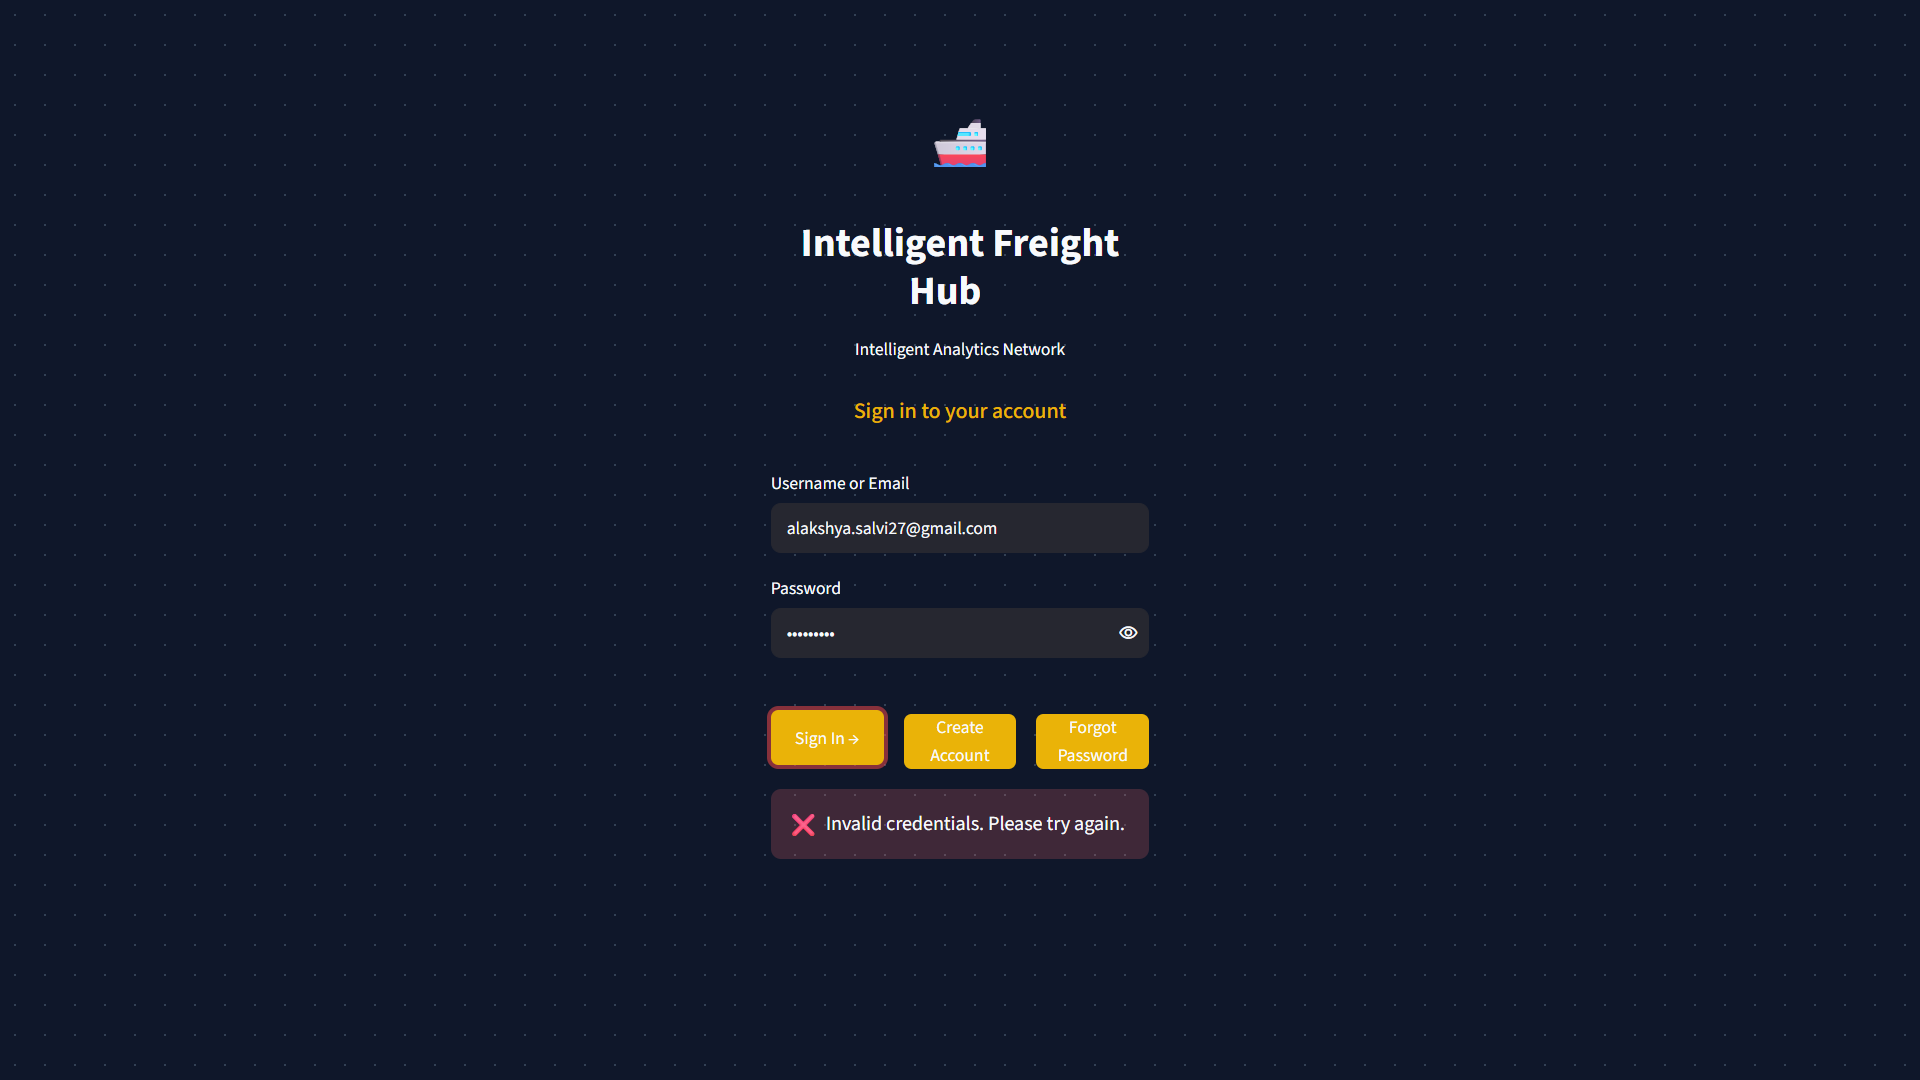 Intelligent Freight
Hub
Intelligent Analytics Network
Sign in to your account
Username or Email
alakshya.salvi27@gmail.com
Password
•••••••••
Sign In →
Create
Account
Forgot
Password
❌ Invalid credentials. Please try again.